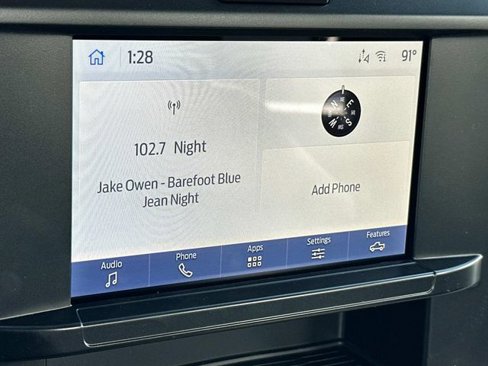 1:28
91°
102.7 Night
Jake Owen - Barefoot Blue
Jean Night
N E
W S
Add Phone
Audio
Phone
Apps
Settings
Features